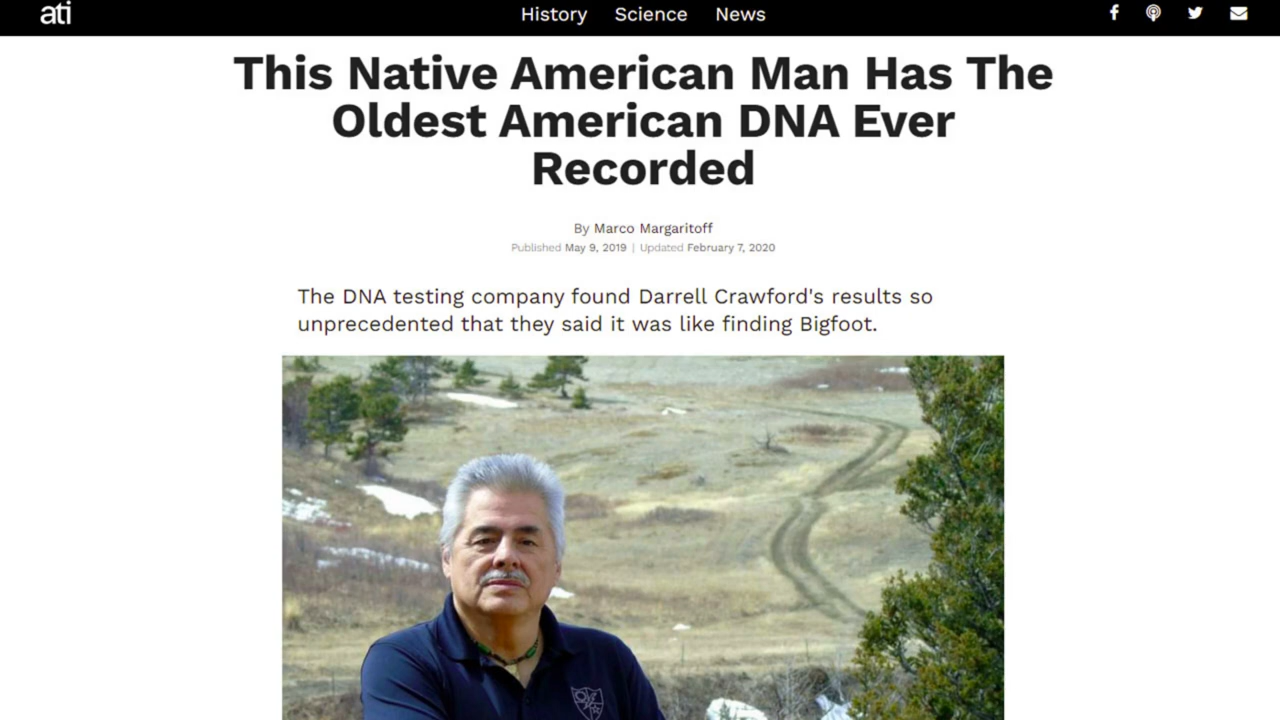 ati
History Science News
This Native American Man Has The
Oldest American DNA Ever
Recorded
By Marco Margaritoff
Published May 9, 2019 | Updated February 7, 2020
The DNA testing company found Darrell Crawford's results so
unprecedented that they said it was like finding Bigfoot.